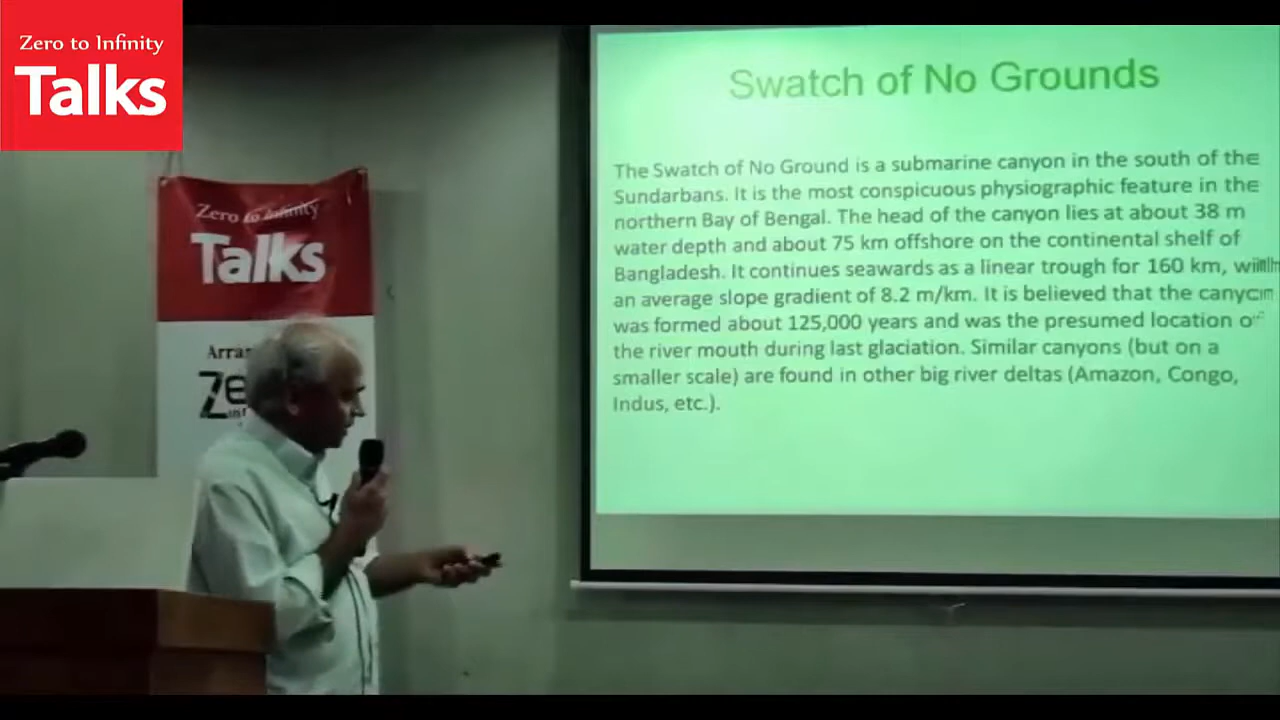 Zero to Infinity
Talks
Zero to Infinity
Talks
Swatch of No Grounds
The Swatch of No Ground is a submarine canyon in the south of the
Sundarbans. It is the most conspicuous physiographic feature in the
northern Bay of Bengal. The head of the canyon lies at about 38 m
water depth and about 75 km offshore on the continental shelf of
Bangladesh. It continues seawards as a linear trough for 160 km, with
an average slope gradient of 8.2 m/km. It is believed that the canyon
was formed about 125,000 years and was the presumed location of
the river mouth during last glaciation. Similar canyons (but on a
smaller scale) are found in other big river deltas (Amazon, Congo,
Indus, etc.).